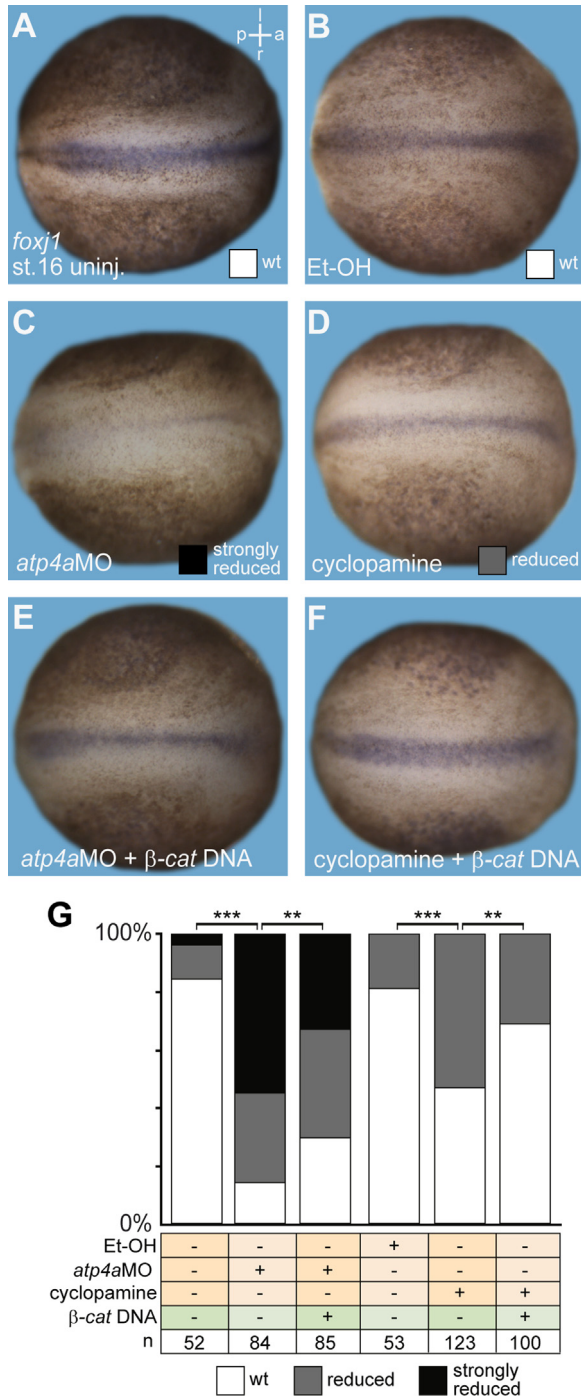 A
l
p a
r
foxj1
st.16 uninj.
wt
B
Et-OH
wt
C
atp4aMO
strongly
reduced
D
cyclopamine
reduced
E
atp4aMO + β-cat DNA
F
cyclopamine + β-cat DNA
G
*** ** *** **
100%
0%
Et-OH - - - + - -
atp4aMO - + + - - -
cyclopamine - - - - + +
β-cat DNA - - + - - +
n 52 84 85 53 123 100
wt reduced strongly
reduced